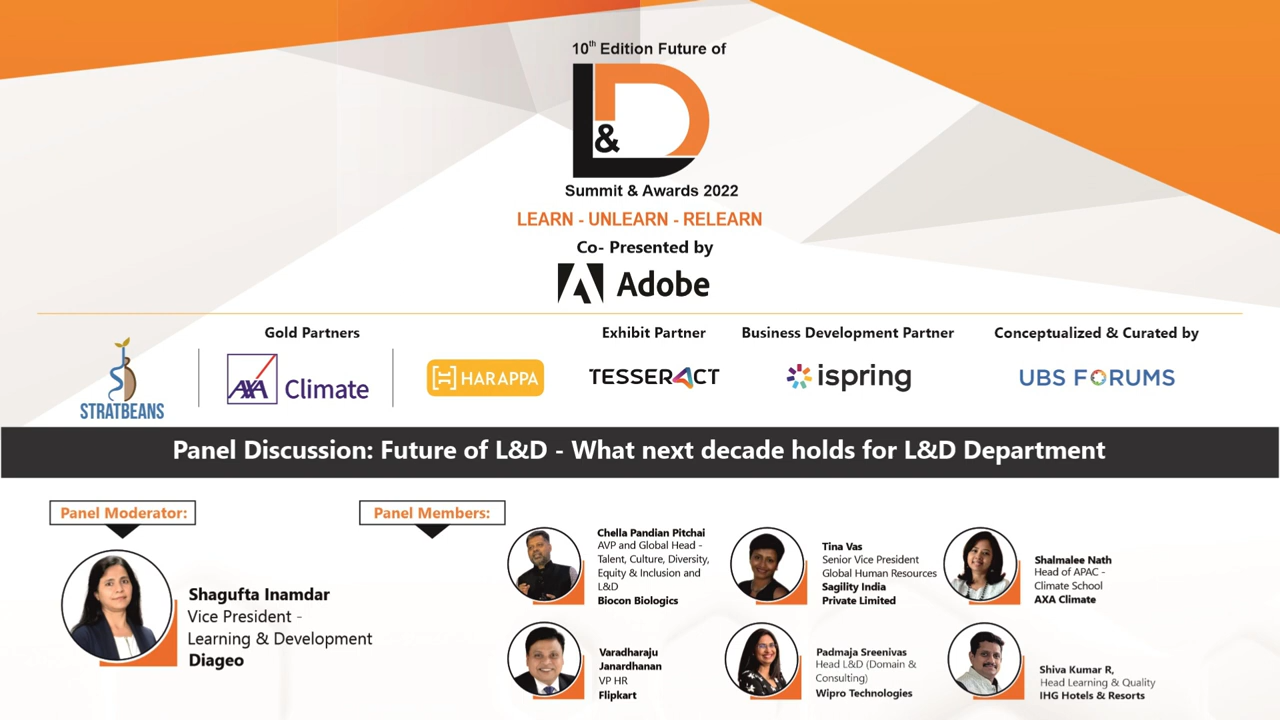 10th Edition Future of
L&D
Summit & Awards 2022
LEARN - UNLEARN - RELEARN
Co- Presented by
Adobe
Gold Partners
Exhibit Partner
Business Development Partner
Conceptualized & Curated by
STRATBEANS
AXA Climate
HARAPPA
TESSERACT
ispring
UBS FORUMS
Panel Discussion: Future of L&D - What next decade holds for L&D Department
Panel Moderator:
Shagufta Inamdar
Vice President -
Learning & Development
Diageo
Panel Members:
Chella Pandian Pitchai
AVP and Global Head -
Talent, Culture, Diversity,
Equity & Inclusion and
L&D
Biocon Biologics
Tina Vas
Senior Vice President
Global Human Resources
Sagility India
Private Limited
Shalmalee Nath
Head of APAC -
Climate School
AXA Climate
Varadharaju
Janardhanan
VP HR
Flipkart
Padmaja Sreenivas
Head L&D (Domain &
Consulting)
Wipro Technologies
Shiva Kumar R,
Head Learning & Quality
IHG Hotels & Resorts